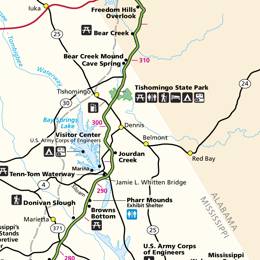 Iuka
Freedom Hills
Overlook
Bear Creek
Tombigbee
Waterway
Bear Creek Mound
Cave Spring
310
Tishomingo
Tishomingo State Park
30
25
Bay Springs
Lake
300
Dennis
Visitor Center
U.S. Army Corps of Engineers
Belmont
Red Bay
Jourdan
Creek
Marina
Tenn-Tom Waterway
Jamie L. Whitten Bridge
290
ALABAMA
MISSISSIPPI
Donivan Slough
Pharr Mounds
Exhibit Shelter
Browns
Bottom
Marietta
371
25
U.S. Army Corps
of Engineers
280